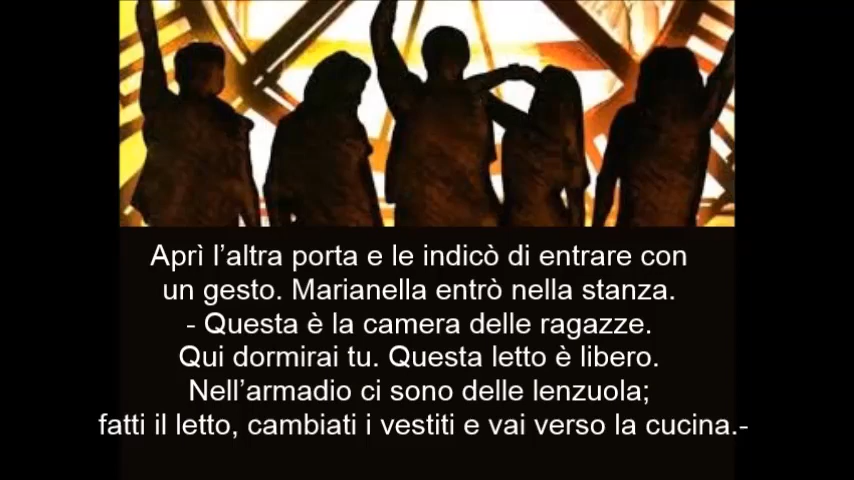 Aprì l’altra porta e le indicò di entrare con
un gesto. Marianella entrò nella stanza.
- Questa è la camera delle ragazze.
Qui dormirai tu. Questa letto è libero.
Nell’armadio ci sono delle lenzuola;
fatti il letto, cambiati i vestiti e vai verso la cucina.-